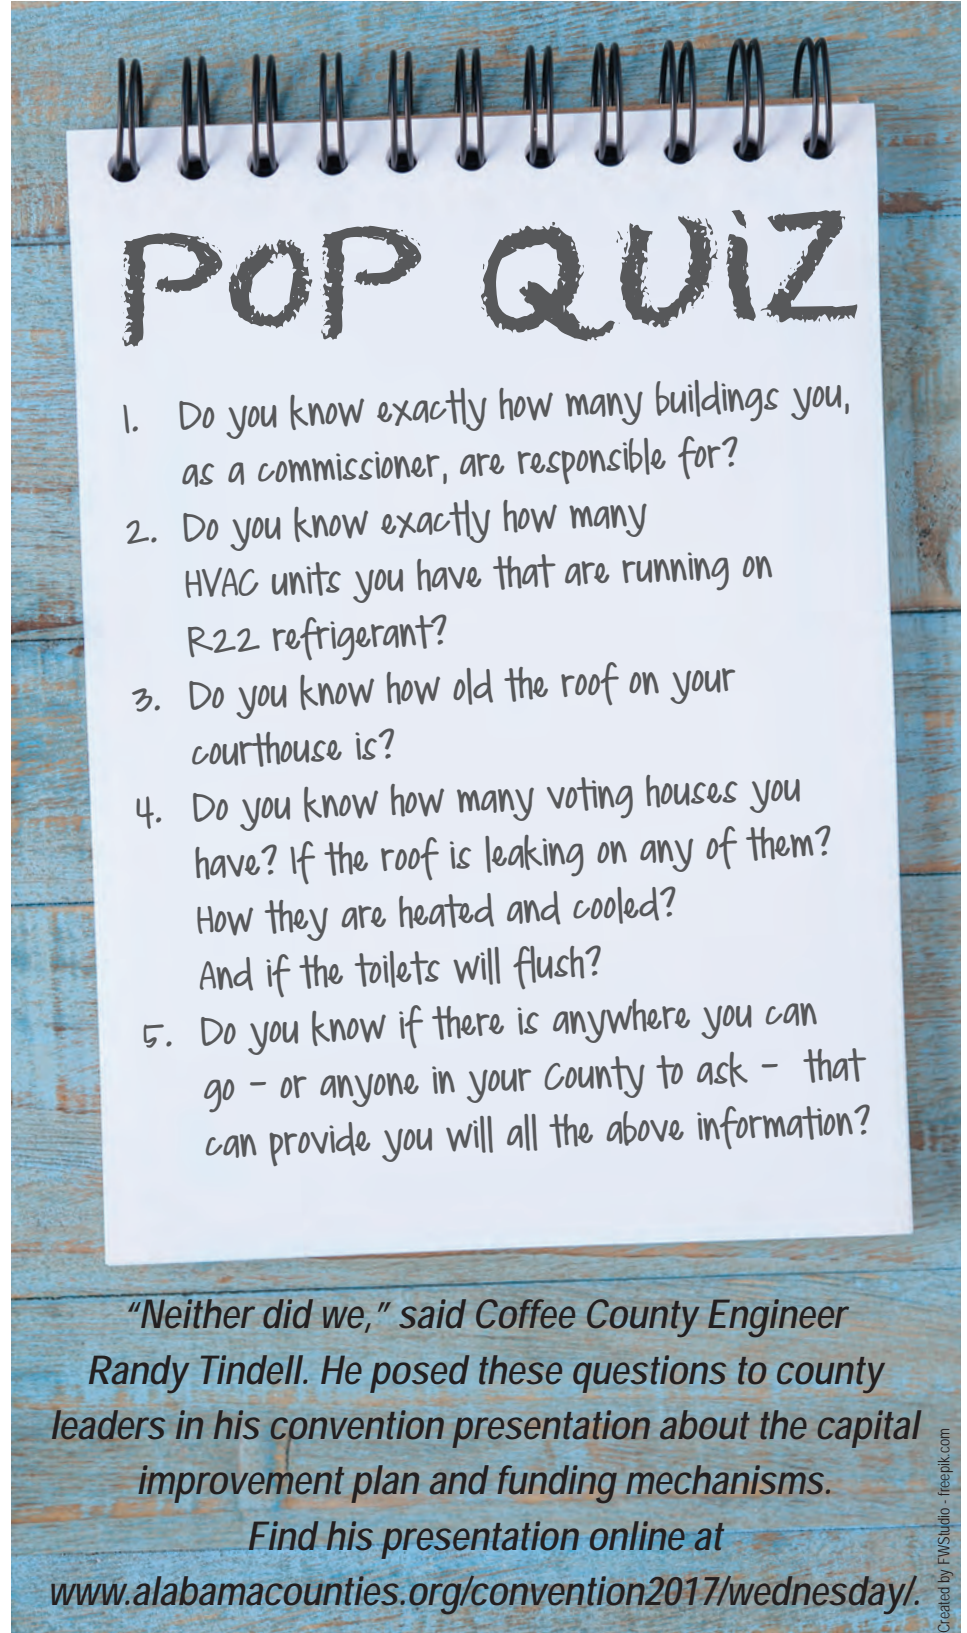 POP QUiZ
1. Do you know exactly how many buildings you,
as a commissioner, are responsible for?
2. Do you know exactly how many
HVAC units you have that are running on
R22 refrigerant?
3. Do you know how old the roof on your
courthouse is?
4. Do you know how many voting houses you
have? If the roof is leaking on any of them?
How they are heated and cooled?
And if the toilets will flush?
5. Do you know if there is anywhere you can
go – or anyone in your County to ask – that
can provide you will all the above information?
“Neither did we,” said Coffee County Engineer
Randy Tindell. He posed these questions to county
leaders in his convention presentation about the capital
improvement plan and funding mechanisms.
Find his presentation online at
www.alabamacounties.org/convention2017/wednesday/.
Created by FWStudio - freepik.com